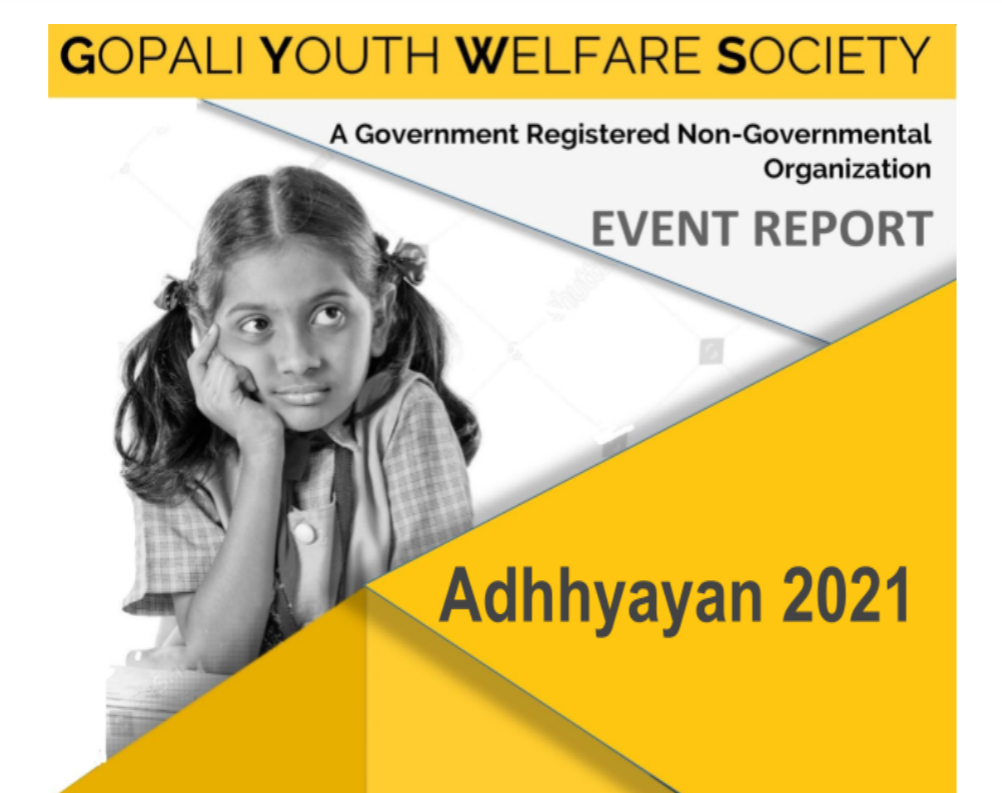 GOPALI YOUTH WELFARE SOCIETY
A Government Registered Non-Governmental
Organization
EVENT REPORT
Adhhyayan 2021